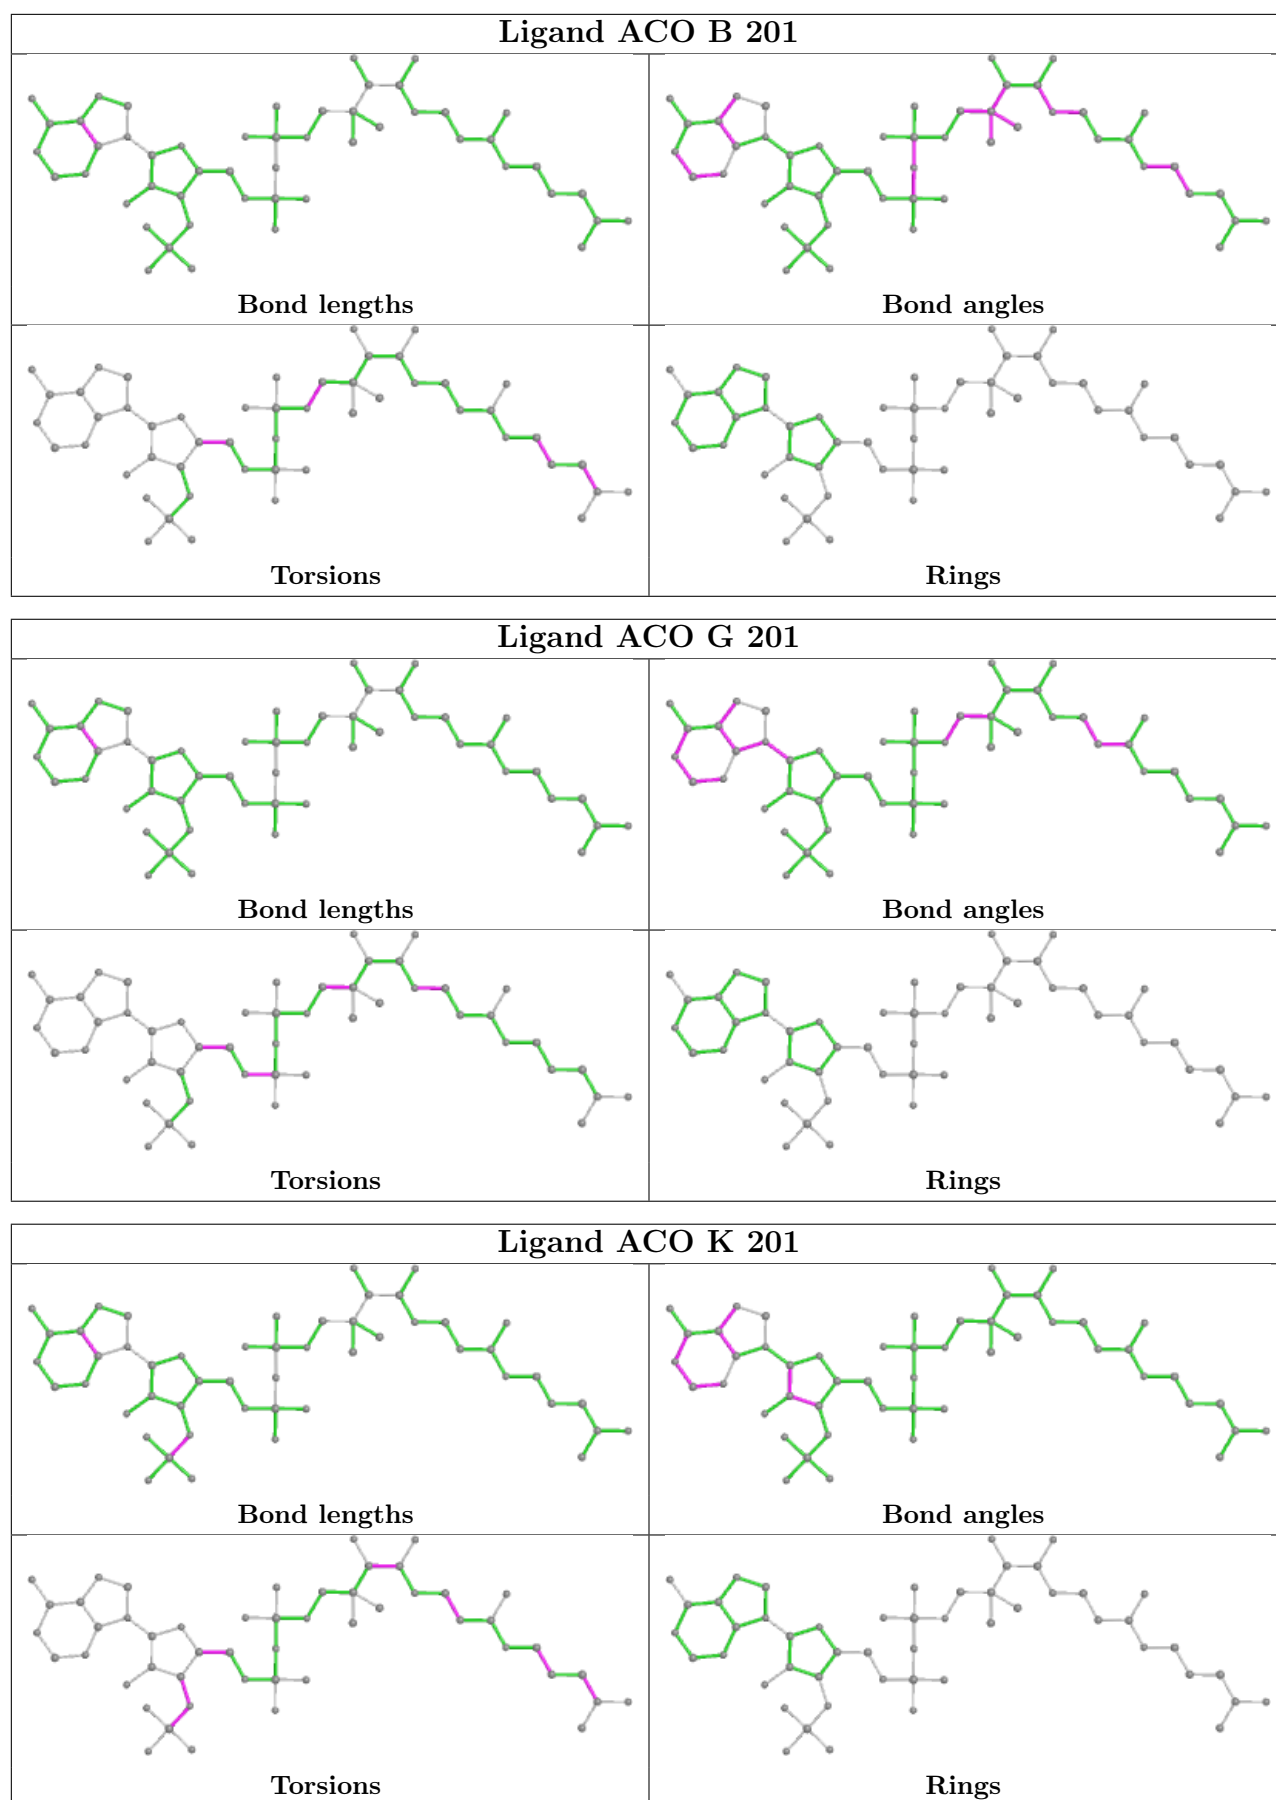 Ligand ACO B 201
Bond lengths
Bond angles
Torsions
Rings
Ligand ACO G 201
Bond lengths
Bond angles
Torsions
Rings
Ligand ACO K 201
Bond lengths
Bond angles
Torsions
Rings